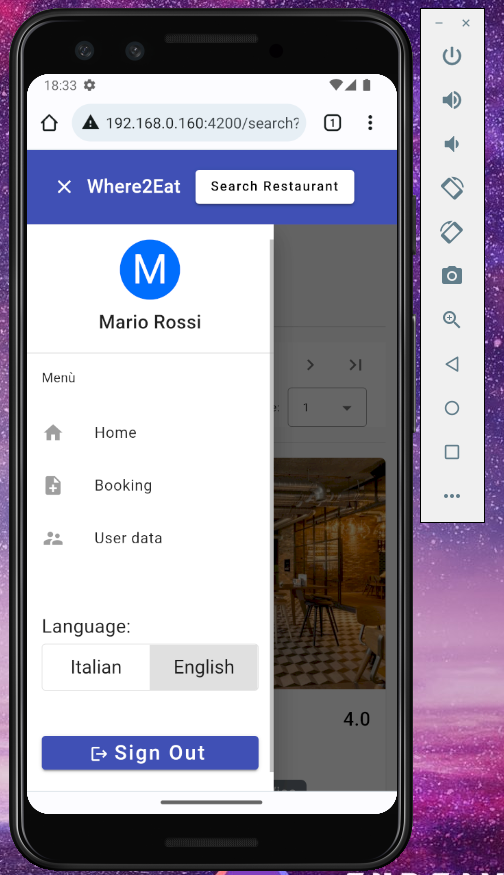 18:33
192.168.0.160:4200/search?
1
Where2Eat
Search Restaurant
M
Mario Rossi
Menù
1
Home
Booking
User data
Language:
Italian
English
4.0
Sign Out